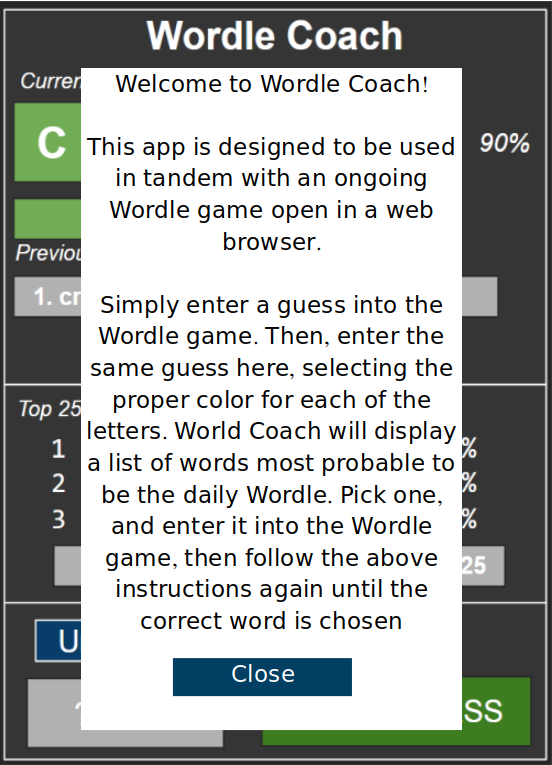 Wordle Coach
Welcome to Wordle Coach!
C
90%
This app is designed to be used
in tandem with an ongoing
Wordle game open in a web
browser.
1.
Simply enter a guess into the
Wordle game. Then, enter the
same guess here, selecting the
proper color for each of the
letters. World Coach will display
a list of words most probable to
be the daily Wordle. Pick one,
and enter it into the Wordle
game, then follow the above
instructions again until the
correct word is chosen
Top 25
1 %
2 %
3 %
25
Close